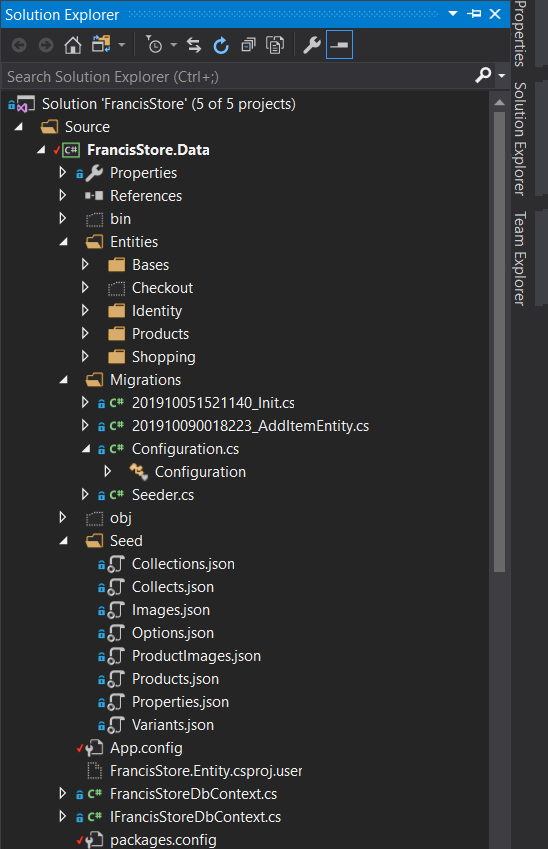 Solution Explorer
Search Solution Explorer (Ctrl+;)
Solution 'FrancisStore' (5 of 5 projects)
Source
C# FrancisStore.Data
Properties
References
bin
Entities
Bases
Checkout
Identity
Products
Shopping
Migrations
C# 201910051521140_Init.cs
C# 201910090018223_AddItemEntity.cs
C# Configuration.cs
Configuration
C# Seeder.cs
obj
Seed
Collections.json
Collects.json
Images.json
Options.json
ProductImages.json
Products.json
Properties.json
Variants.json
App.config
FrancisStore.Entity.csproj.user
C# FrancisStoreDbContext.cs
C# IFrancisStoreDbContext.cs
packages.config
Properties
Solution Explorer
Team Explorer